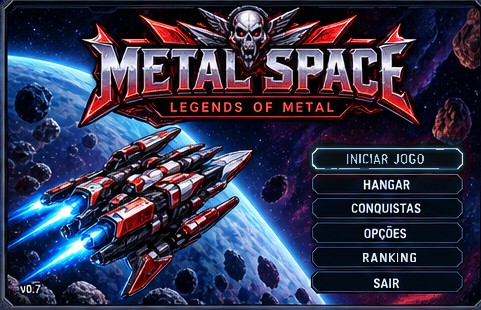 METAL SPACE
LEGENDS OF METAL
INICIAR JOGO
HANGAR
CONQUISTAS
OPÇÕES
RANKING
SAIR
v0.7